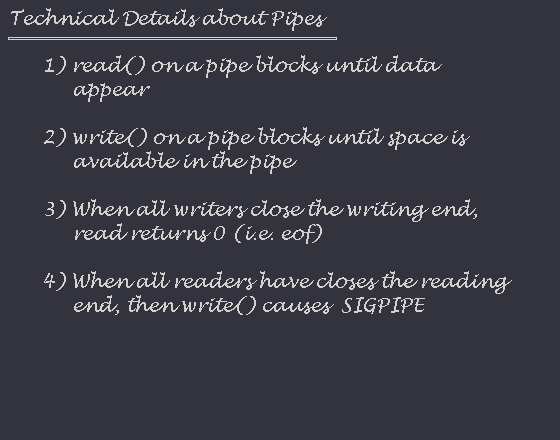 Technical Details about Pipes
1) read() on a pipe blocks until data
appear
2) write() on a pipe blocks until space is
available in the pipe
3) When all writers close the writing end,
read returns 0 (i.e. eof)
4) When all readers have closes the reading
end, then write() causes SIGPIPE